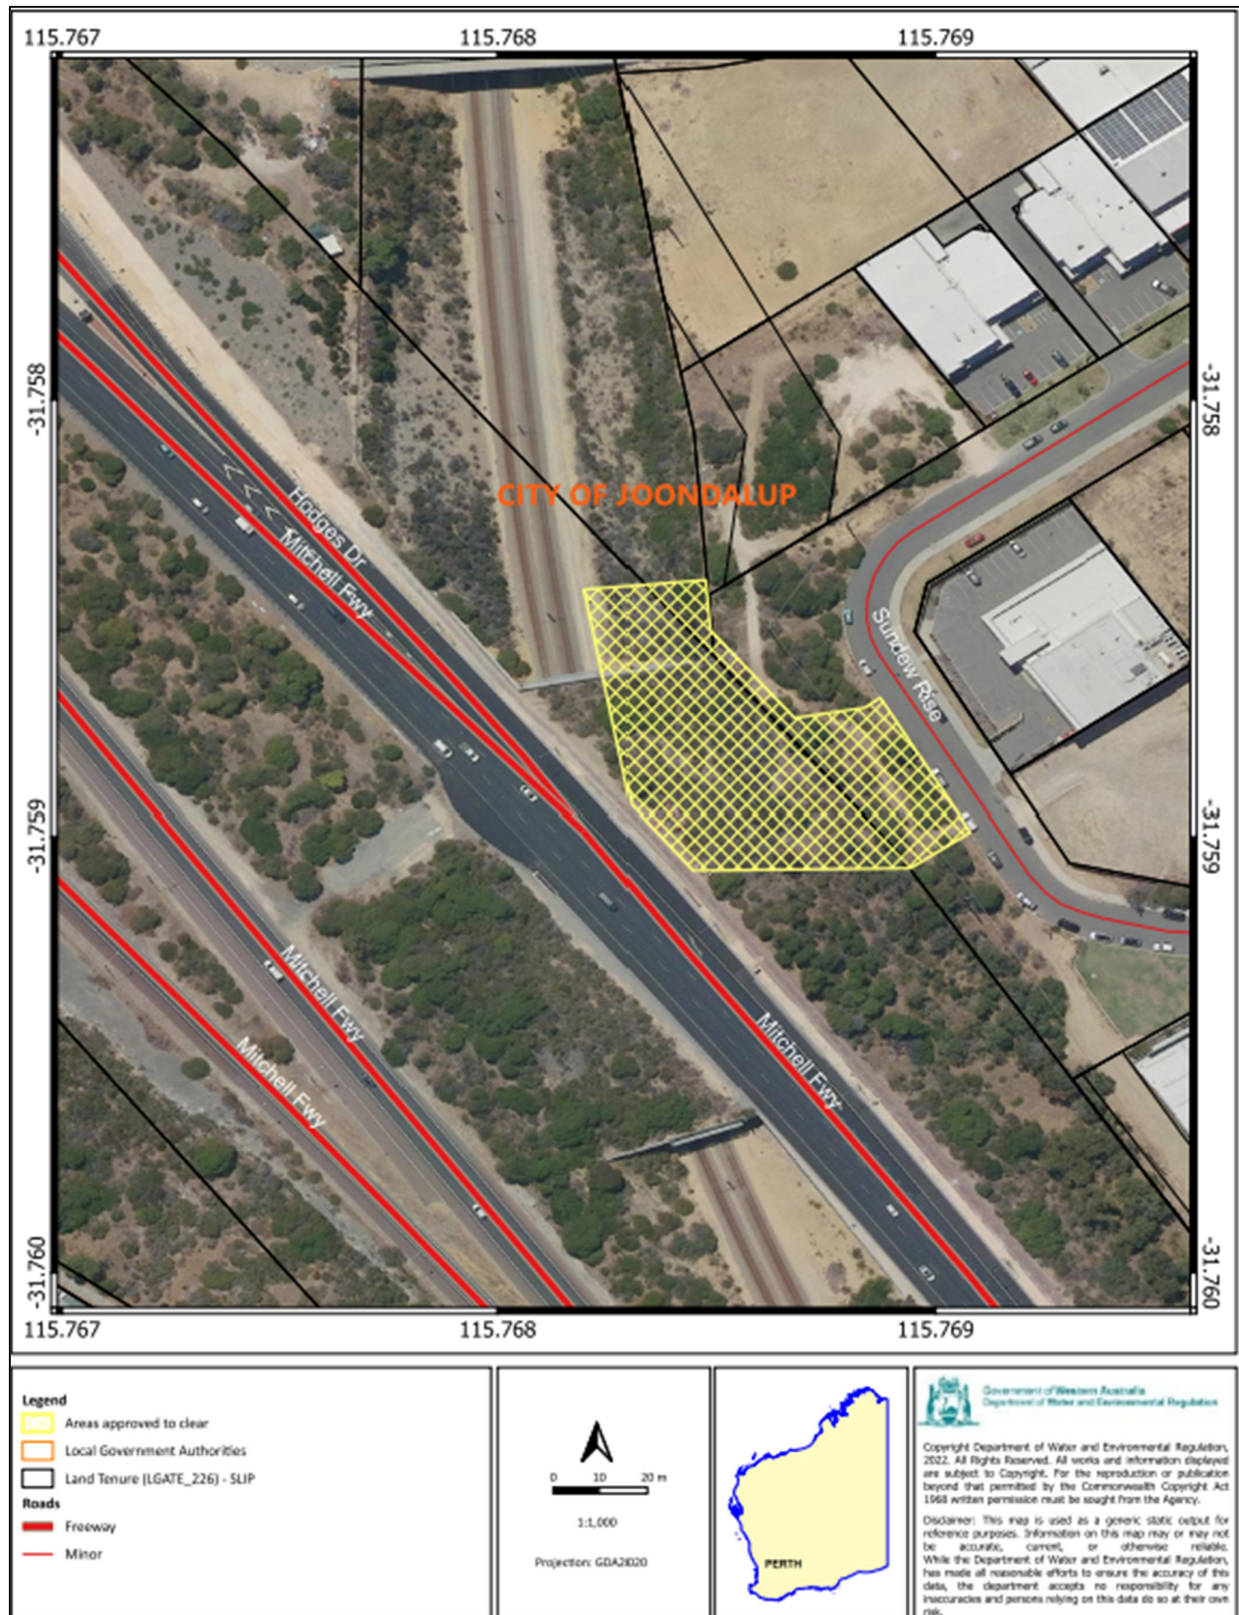 115.767 115.768 115.769
-31.758 -31.758
CITY OF JOONDALUP
Hodges Dr
Mitchell Fwy
Sundew Rise
-31.759 -31.759
Mitchell Fwy
Mitchell Fwy
Mitchell Fwy
-31.760 -31.760
115.767 115.768 115.769
Legend
Areas approved to clear
Local Government Authorities
Land Tenure (LGATE_226) - SLIP
Roads
Freeway
Minor
0 10 20 m
1:1,000
Projection: GDA2020
PERTH
Government of Western Australia
Department of Water and Environmental Regulation
Copyright Department of Water and Environmental Regulation,
2022. All Rights Reserved. All works and information displayed
are subject to Copyright. For the reproduction or publication
beyond that permitted by the Commonwealth Copyright Act
1968 written permission must be sought from the Agency.
Disclaimer: This map is used as a generic static output for
reference purposes. Information on this map may or may not
be accurate, current, or otherwise reliable.
While the Department of Water and Environmental Regulation,
has made all reasonable efforts to ensure the accuracy of this
data, the department accepts no responsibility for any
inaccuracies and persons relying on this data do so at their own
risk.